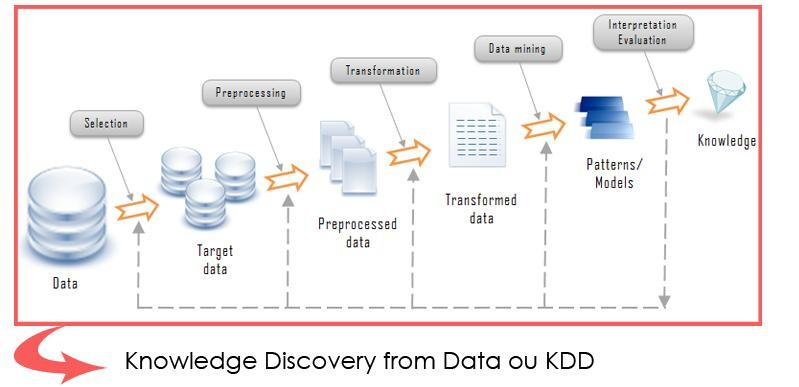 Interpretation
Evaluation
Data mining
Transformation
Preprocessing
Selection
Knowledge
Patterns/
Models
Transformed
data
Preprocessed
data
Target
data
Data
Knowledge Discovery from Data ou KDD